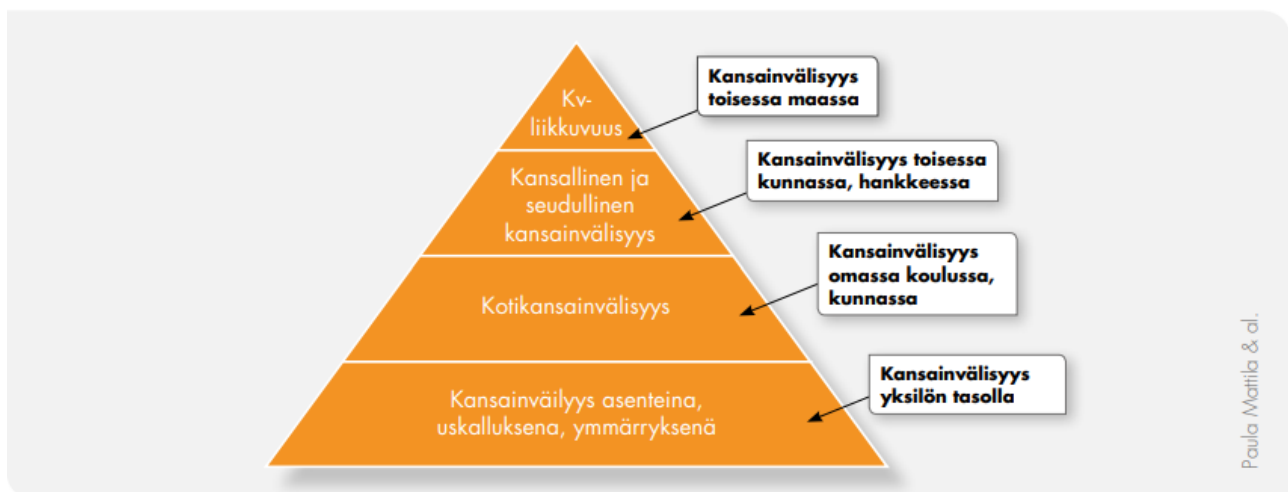 Kv-
liikkuvuus
Kansainvälisyys
toisessa maassa
Kansallinen ja
seudullinen
kansainvälisyys
Kansainvälisyys toisessa
kunnassa, hankkeessa
Kotikansainvälisyys
Kansainvälisyys
omassa koulussa,
kunnassa
Kansainväilyys asenteina,
uskalluksena, ymmärryksenä
Kansainvälisyys
yksilön tasolla
Paula Mattila & al.